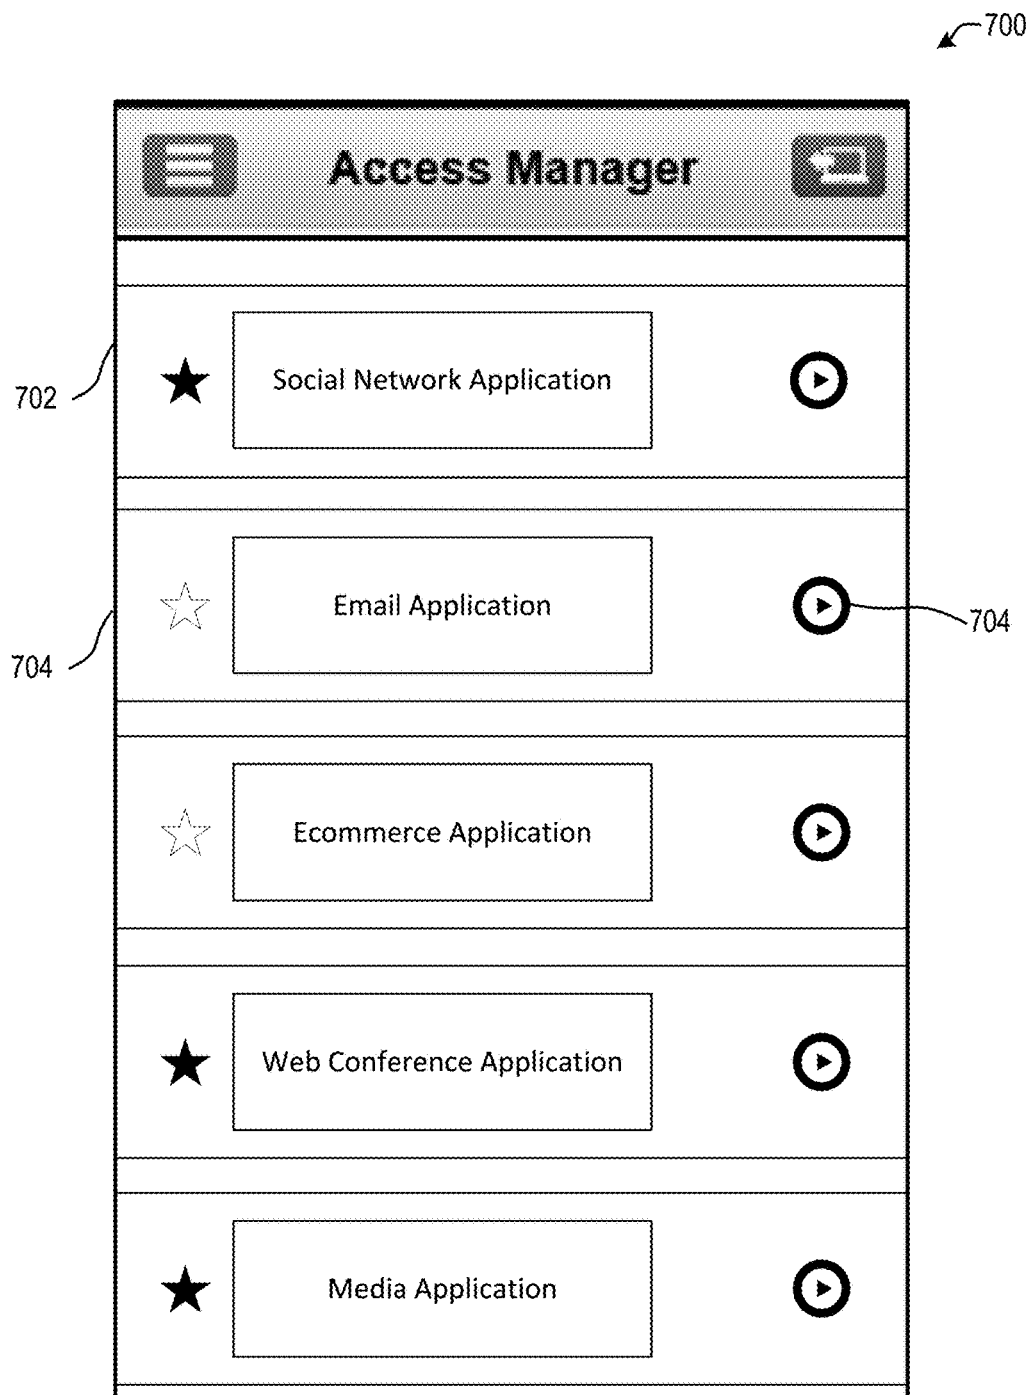 700
Access Manager
702
Social Network Application
Email Application
704
704
Ecommerce Application
Web Conference Application
Media Application